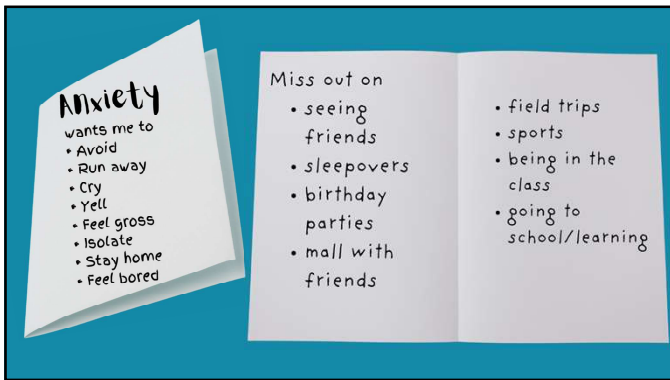 Anxiety
wants me to
• Avoid
• Run away
• Cry
• Yell
• Feel gross
• Isolate
• Stay home
• Feel bored
Miss out on
• seeing
friends
• sleepovers
• birthday
parties
• mall with
friends
• field trips
• sports
• being in the
class
• going to
school/learning